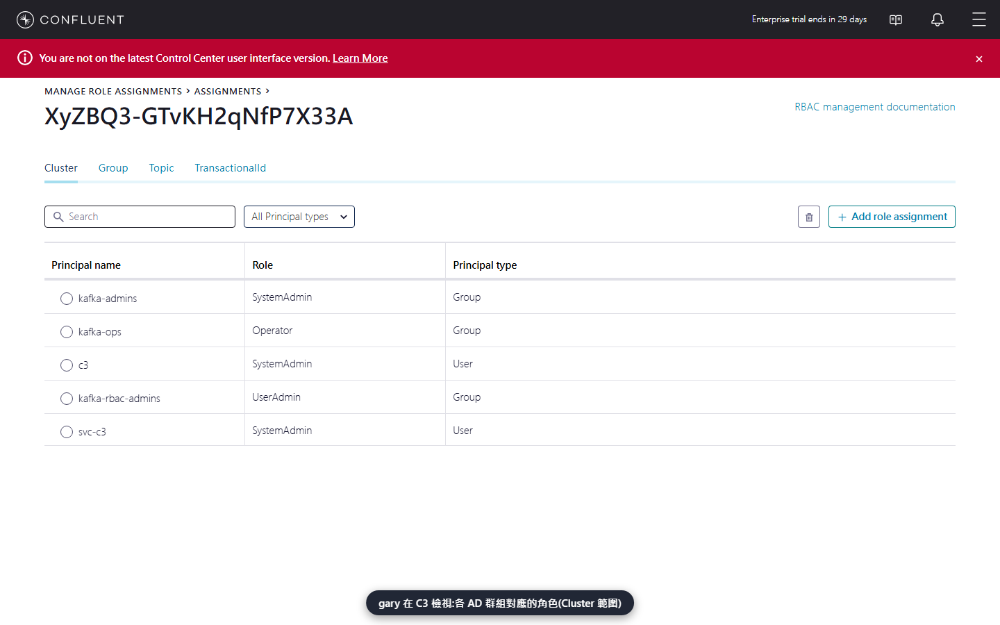 CONFLUENT
Enterprise trial ends in 29 days
You are not on the latest Control Center user interface version. Learn More
MANAGE ROLE ASSIGNMENTS > ASSIGNMENTS >
XyZBQ3-GTvKH2qNfP7X33A
RBAC management documentation
Cluster Group Topic TransactionalId
Search
All Principal types
+ Add role assignment
Principal name Role Principal type
kafka-admins SystemAdmin Group
kafka-ops Operator Group
c3 SystemAdmin User
kafka-rbac-admins UserAdmin Group
svc-c3 SystemAdmin User
gary 在 C3 檢視:各 AD 群組對應的角色(Cluster 範圍)